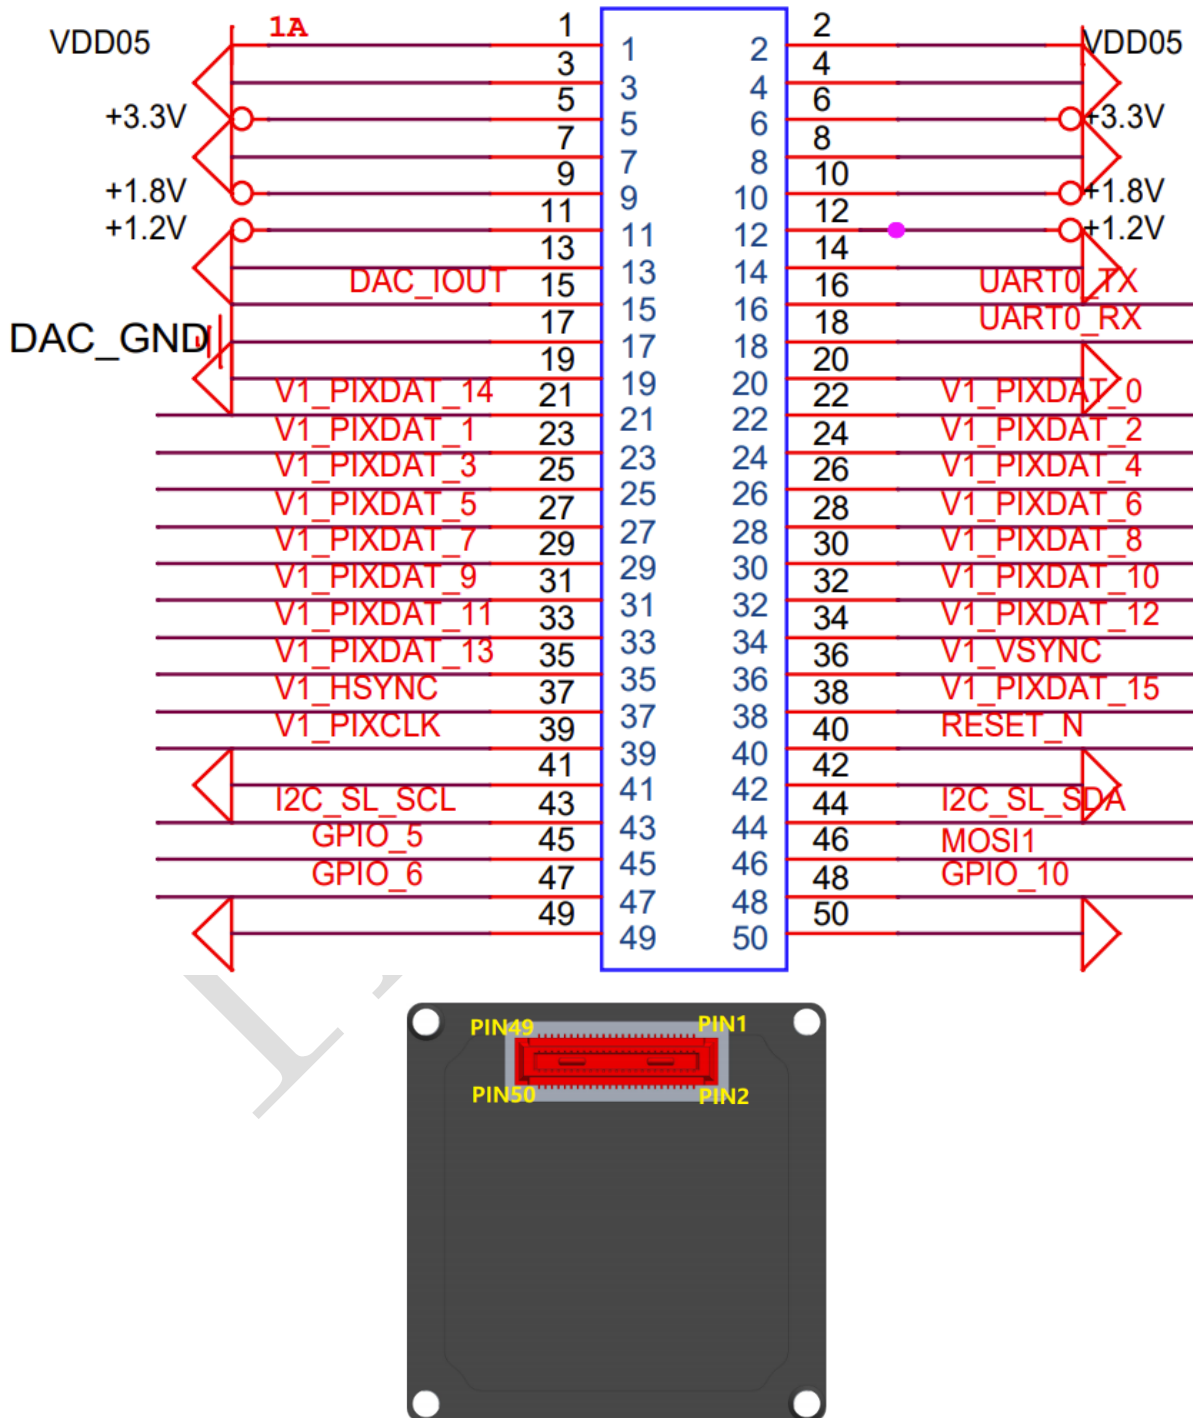 VDD05 1A 1 1 2 2 VDD05
3 3 4 4
+3.3V 5 5 6 6 +3.3V
7 7 8 8
+1.8V 9 9 10 10 +1.8V
+1.2V 11 11 12 12 +1.2V
13 13 14 14
DAC_IOUT 15 15 16 16 UART0_TX
DAC_GND 17 17 18 18 UART0_RX
19 19 20 20
V1_PIXDAT_14 21 21 22 22 V1_PIXDAT_0
V1_PIXDAT_1 23 23 24 24 V1_PIXDAT_2
V1_PIXDAT_3 25 25 26 26 V1_PIXDAT_4
V1_PIXDAT_5 27 27 28 28 V1_PIXDAT_6
V1_PIXDAT_7 29 29 30 30 V1_PIXDAT_8
V1_PIXDAT_9 31 31 32 32 V1_PIXDAT_10
V1_PIXDAT_11 33 33 34 34 V1_PIXDAT_12
V1_PIXDAT_13 35 35 36 36 V1_VSYNC
V1_HSYNC 37 37 38 38 V1_PIXDAT_15
V1_PIXCLK 39 39 40 40 RESET_N
41 41 42 42
I2C_SL_SCL 43 43 44 44 I2C_SL_SDA
GPIO_5 45 45 46 46 MOSI1
GPIO_6 47 47 48 48 GPIO_10
49 49 50 50
PIN49 PIN1
PIN50 PIN2